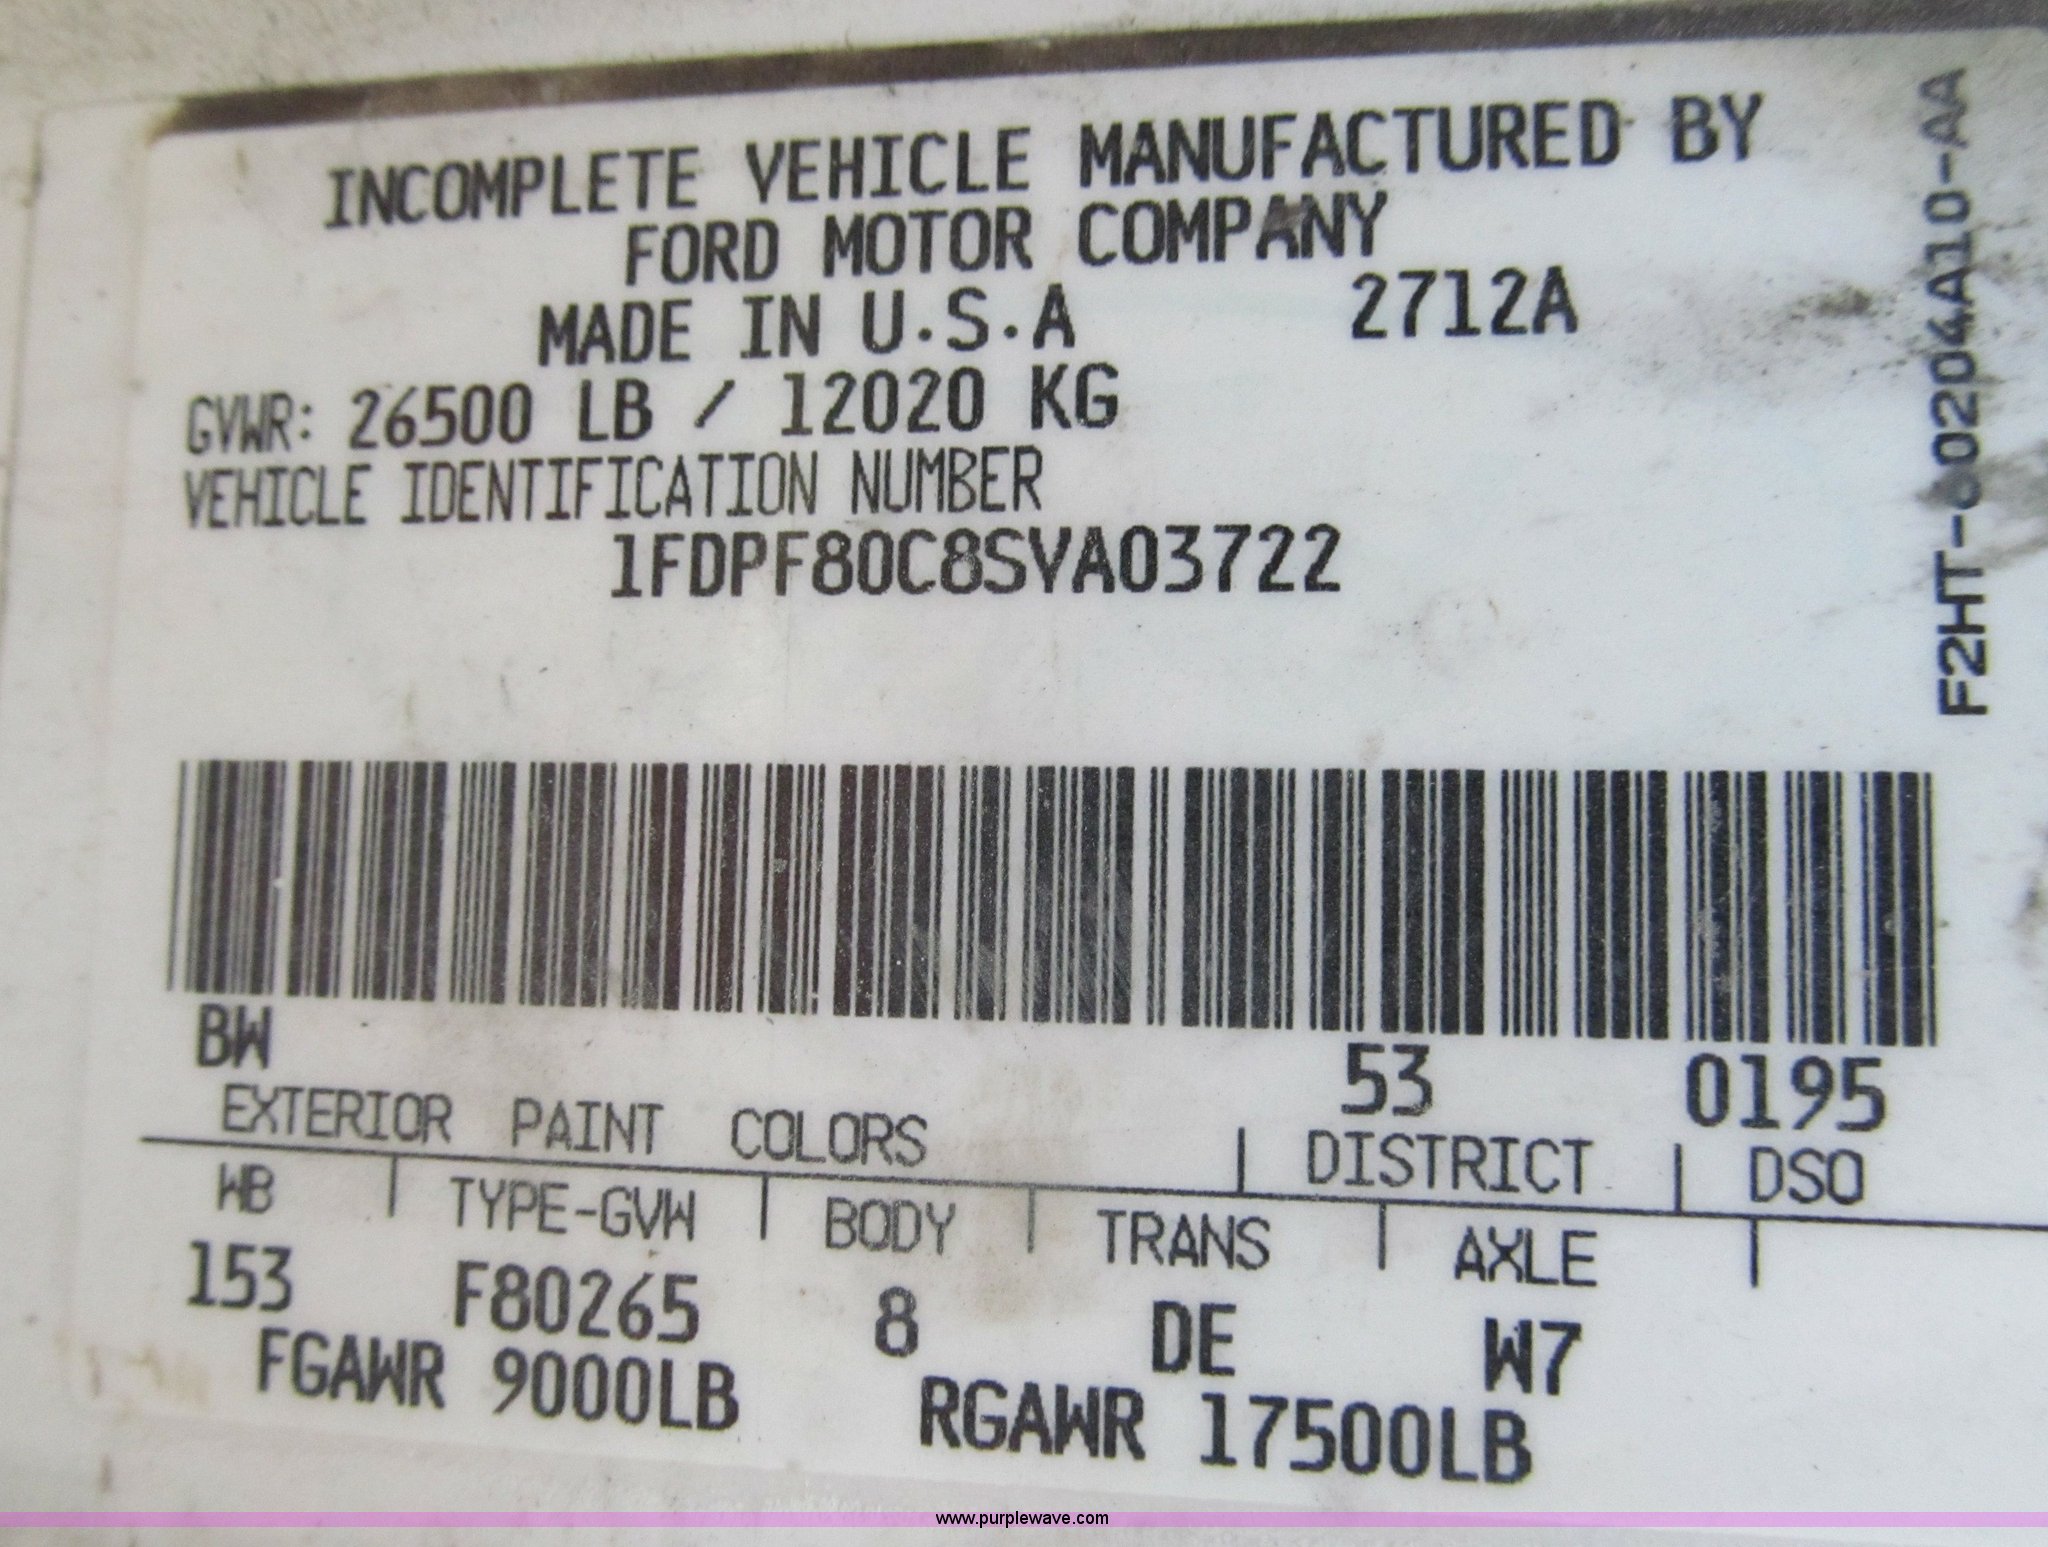 INCOMPLETE VEHICLE MANUFACTURED BY
FORD MOTOR COMPANY
MADE IN U.S.A 2712A
GVWR: 26500 LB / 12020 KG
VEHICLE IDENTIFICATION NUMBER
1FDPF80C8SVA03722
F2HT-60204A10-AA
BW 53 0195
EXTERIOR PAINT COLORS DISTRICT DSO
WB TYPE-GVW BODY TRANS AXLE
153 F80265 8 DE W7
FGAWR 9000LB RGAWR 17500LB
www.purplewave.com